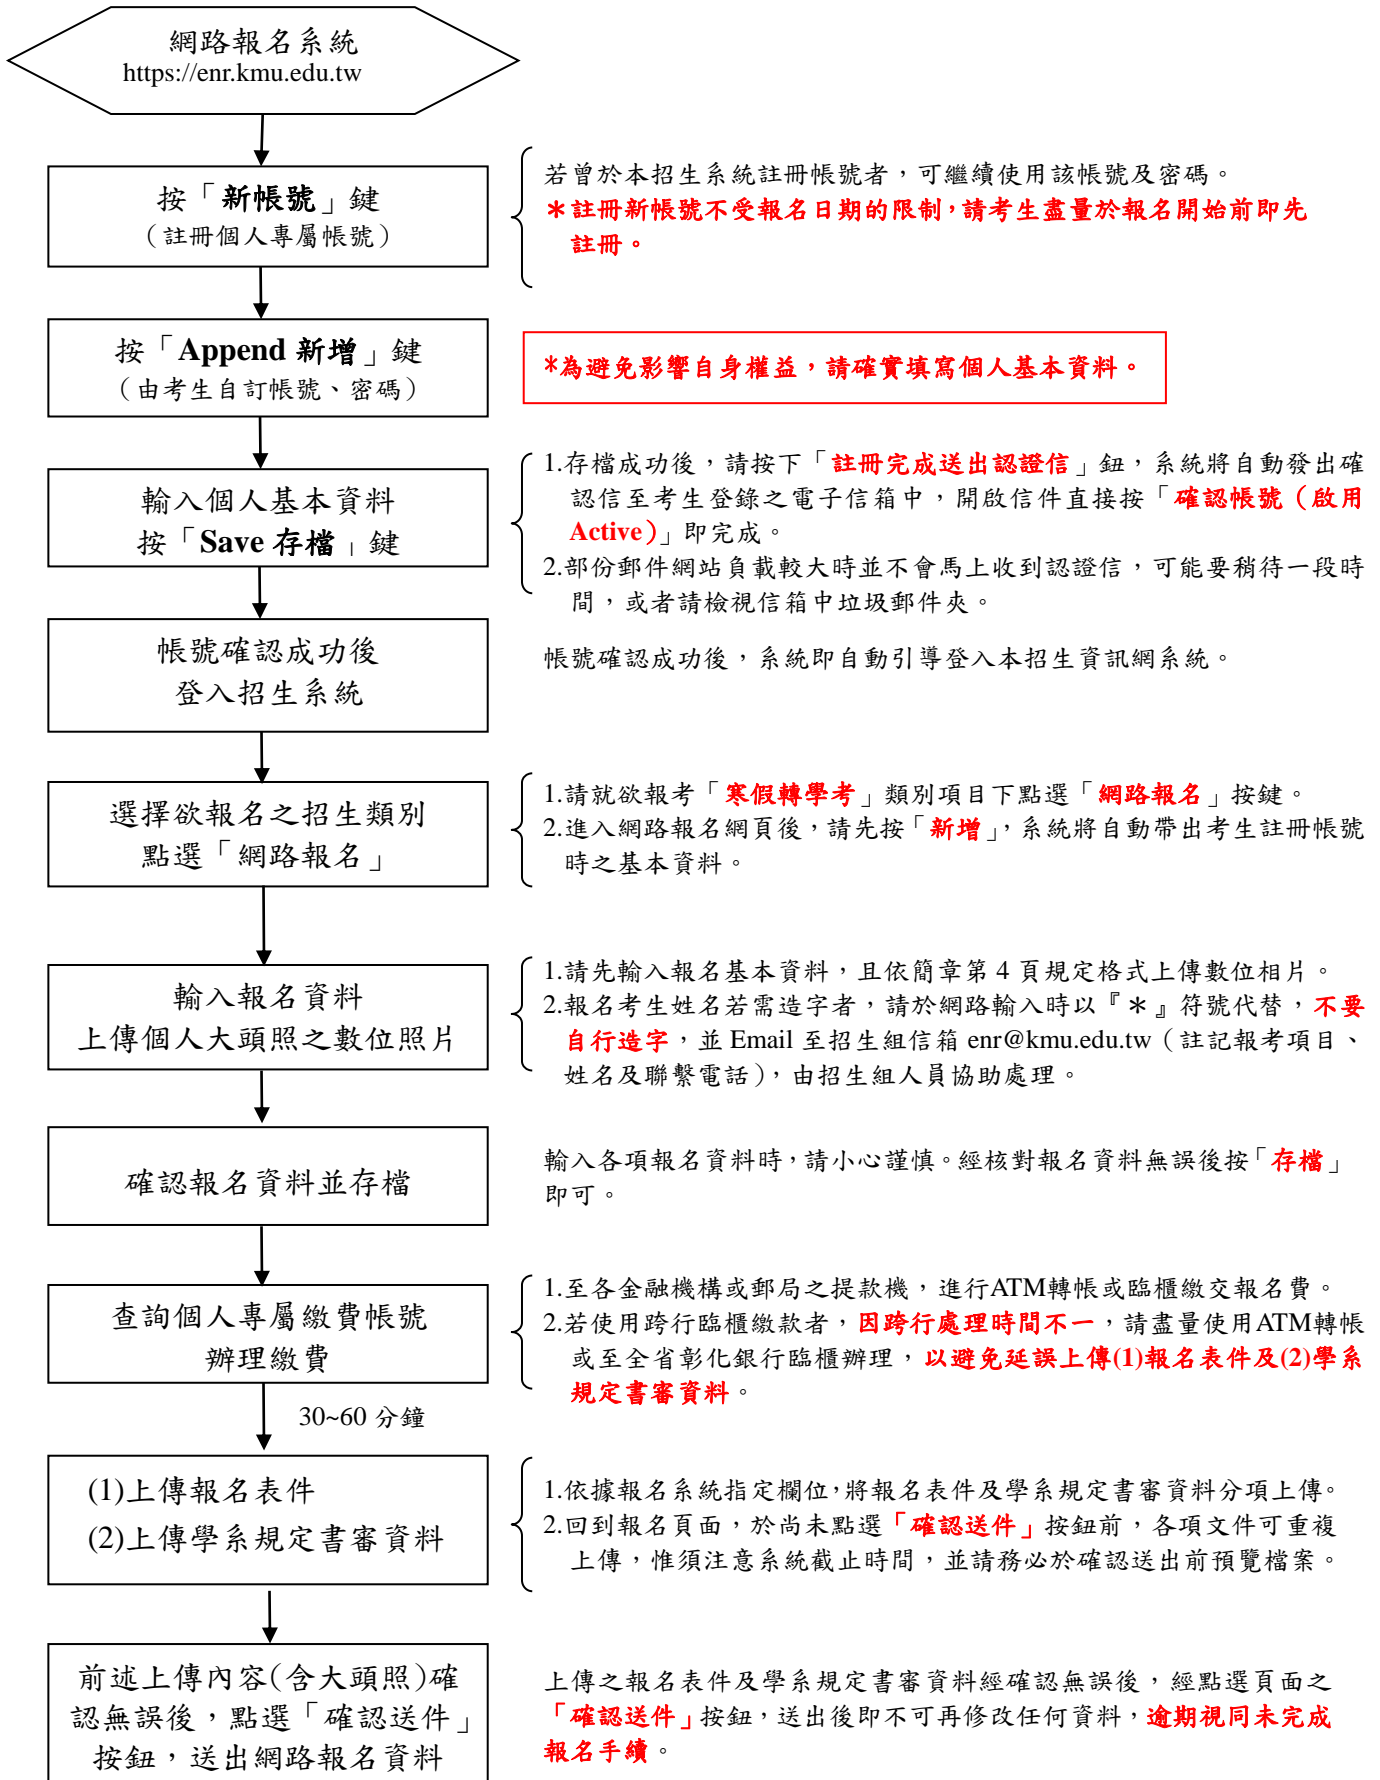 網路報名系統
https://enr.kmu.edu.tw
按「新帳號」鍵
（註冊個人專屬帳號）
若曾於本招生系統註冊帳號者，可繼續使用該帳號及密碼。
＊註冊新帳號不受報名日期的限制,請考生盡量於報名開始前即先
註冊。
按「Append 新增」鍵
（由考生自訂帳號、密碼）
*為避免影響自身權益，請確實填寫個人基本資料。
輸入個人基本資料
按「Save 存檔」鍵
1.存檔成功後，請按下「註冊完成送出認證信」鈕，系統將自動發出確
認信至考生登錄之電子信箱中，開啟信件直接按「確認帳號（啟用
Active）」即完成。
2.部份郵件網站負載較大時並不會馬上收到認證信，可能要稍待一段時
間，或者請檢視信箱中垃圾郵件夾。
帳號確認成功後
登入招生系統
帳號確認成功後，系統即自動引導登入本招生資訊網系統。
選擇欲報名之招生類別
點選「網路報名」
1.請就欲報考「寒假轉學考」類別項目下點選「網路報名」按鍵。
2.進入網路報名網頁後，請先按「新增」，系統將自動帶出考生註冊帳號
時之基本資料。
輸入報名資料
上傳個人大頭照之數位照片
1.請先輸入報名基本資料，且依簡章第 4 頁規定格式上傳數位相片。
2.報名考生姓名若需造字者，請於網路輸入時以『＊』符號代替，不要
自行造字，並 Email 至招生組信箱 enr@kmu.edu.tw（註記報考項目、
姓名及聯繫電話），由招生組人員協助處理。
確認報名資料並存檔
輸入各項報名資料時，請小心謹慎。經核對報名資料無誤後按「存檔」
即可。
查詢個人專屬繳費帳號
辦理繳費
1.至各金融機構或郵局之提款機，進行ATM轉帳或臨櫃繳交報名費。
2.若使用跨行臨櫃繳款者，因跨行處理時間不一，請盡量使用ATM轉帳
或至全省彰化銀行臨櫃辦理，以避免延誤上傳(1)報名表件及(2)學系
規定書審資料。
30~60 分鐘
(1)上傳報名表件
(2)上傳學系規定書審資料
1.依據報名系統指定欄位，將報名表件及學系規定書審資料分項上傳。
2.回到報名頁面，於尚未點選「確認送件」按鈕前，各項文件可重複
上傳，惟須注意系統截止時間，並請務必於確認送出前預覽檔案。
前述上傳內容(含大頭照)確
認無誤後，點選「確認送件」
按鈕，送出網路報名資料
上傳之報名表件及學系規定書審資料經確認無誤後，經點選頁面之
「確認送件」按鈕，送出後即不可再修改任何資料，逾期視同未完成
報名手續。